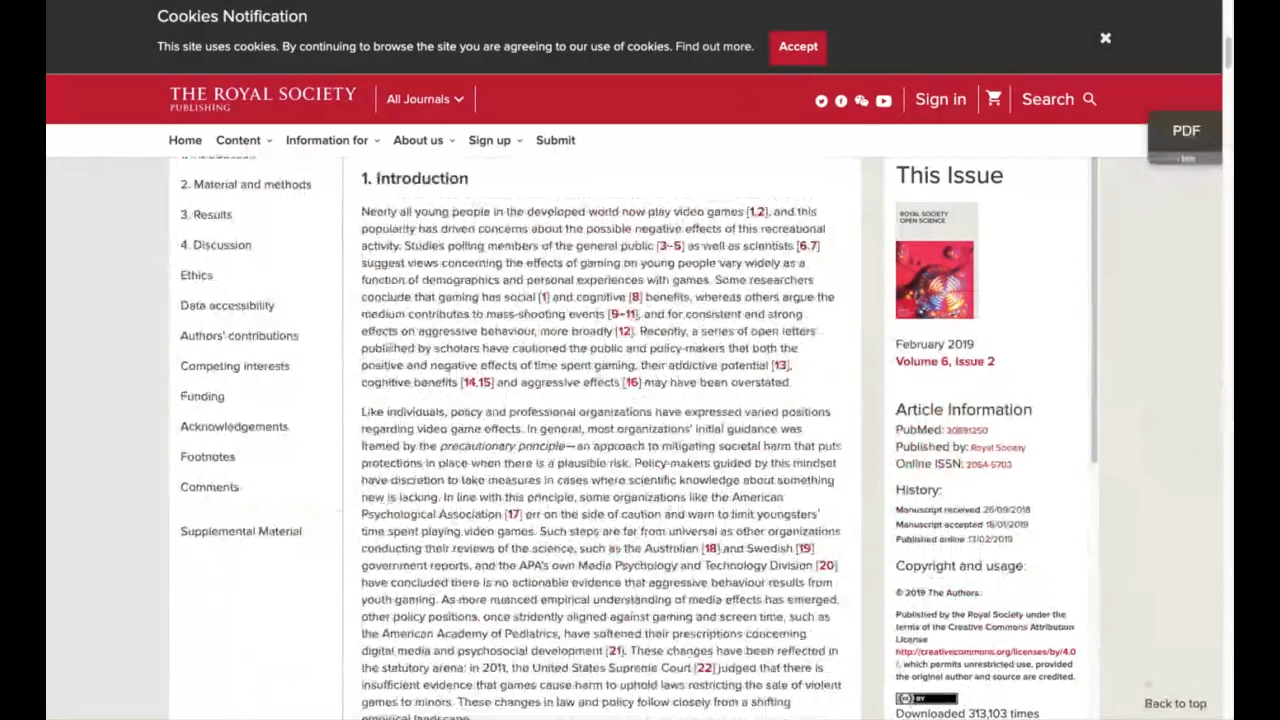 Cookies Notification
This site uses cookies. By continuing to browse the site you are agreeing to our use of cookies. Find out more.
Accept
×
THE ROYAL SOCIETY
PUBLISHING
All Journals
Sign in
Search
Home
Content
Information for
About us
Sign up
Submit
PDF
2. Material and methods
3. Results
4. Discussion
Ethics
Data accessibility
Authors' contributions
Competing interests
Funding
Acknowledgements
Footnotes
Comments
Supplemental Material
1. Introduction
Nearly all young people in the developed world now play video games [1,2], and this
popularity has driven concerns about the possible negative effects of this recreational
activity. Studies polling members of the general public [3–5] as well as scientists [6,7]
suggest views concerning the effects of gaming on young people vary widely as a
function of demographics and personal experiences with games. Some researchers
conclude that gaming has social [1] and cognitive [8] benefits, whereas others argue the
medium contributes to mass-shooting events [9–11], and for consistent and strong
effects on aggressive behaviour, more broadly [12]. Recently, a series of open letters
published by scholars have cautioned the public and policy-makers that both the
positive and negative effects of time spent gaming, their addictive potential [13],
cognitive benefits [14,15] and aggressive effects [16] may have been overstated.
Like individuals, policy and professional organizations have expressed varied positions
regarding video game effects. In general, most organizations' initial guidance was
framed by the precautionary principle—an approach to mitigating societal harm that puts
protections in place when there is a plausible risk. Policy-makers guided by this mindset
have discretion to take measures in cases where scientific knowledge about something
new is lacking. In line with this principle, some organizations like the American
Psychological Association [17] err on the side of caution and warn to limit youngsters'
time spent playing video games. Such steps are far from universal as other organizations
conducting their reviews of the science, such as the Australian [18] and Swedish [19]
government reports, and the APA's own Media Psychology and Technology Division [20]
have concluded there is no actionable evidence that aggressive behaviour results from
youth gaming. As more nuanced empirical understanding of media effects has emerged,
other policy positions, once stridently aligned against gaming and screen time, such as
the American Academy of Pediatrics, have softened their prescriptions concerning
digital media and psychosocial development [21]. These changes have been reflected in
the statutory arena: in 2011, the United States Supreme Court [22] judged that there is
insufficient evidence that games cause harm to uphold laws restricting the sale of violent
games to minors. These changes in law and policy follow closely from a shifting
empirical landscape.
This Issue
ROYAL SOCIETY
OPEN SCIENCE
February 2019
Volume 6, Issue 2
Article Information
PubMed: 30891250
Published by: Royal Society
Online ISSN: 2054-5703
History:
Manuscript received 26/09/2018
Manuscript accepted 18/01/2019
Published online 13/02/2019
Copyright and usage:
© 2019 The Authors.
Published by the Royal Society under the
terms of the Creative Commons Attribution
License
http://creativecommons.org/licenses/by/4.0
/, which permits unrestricted use, provided
the original author and source are credited.
cc BY
Downloaded 313,103 times
Back to top